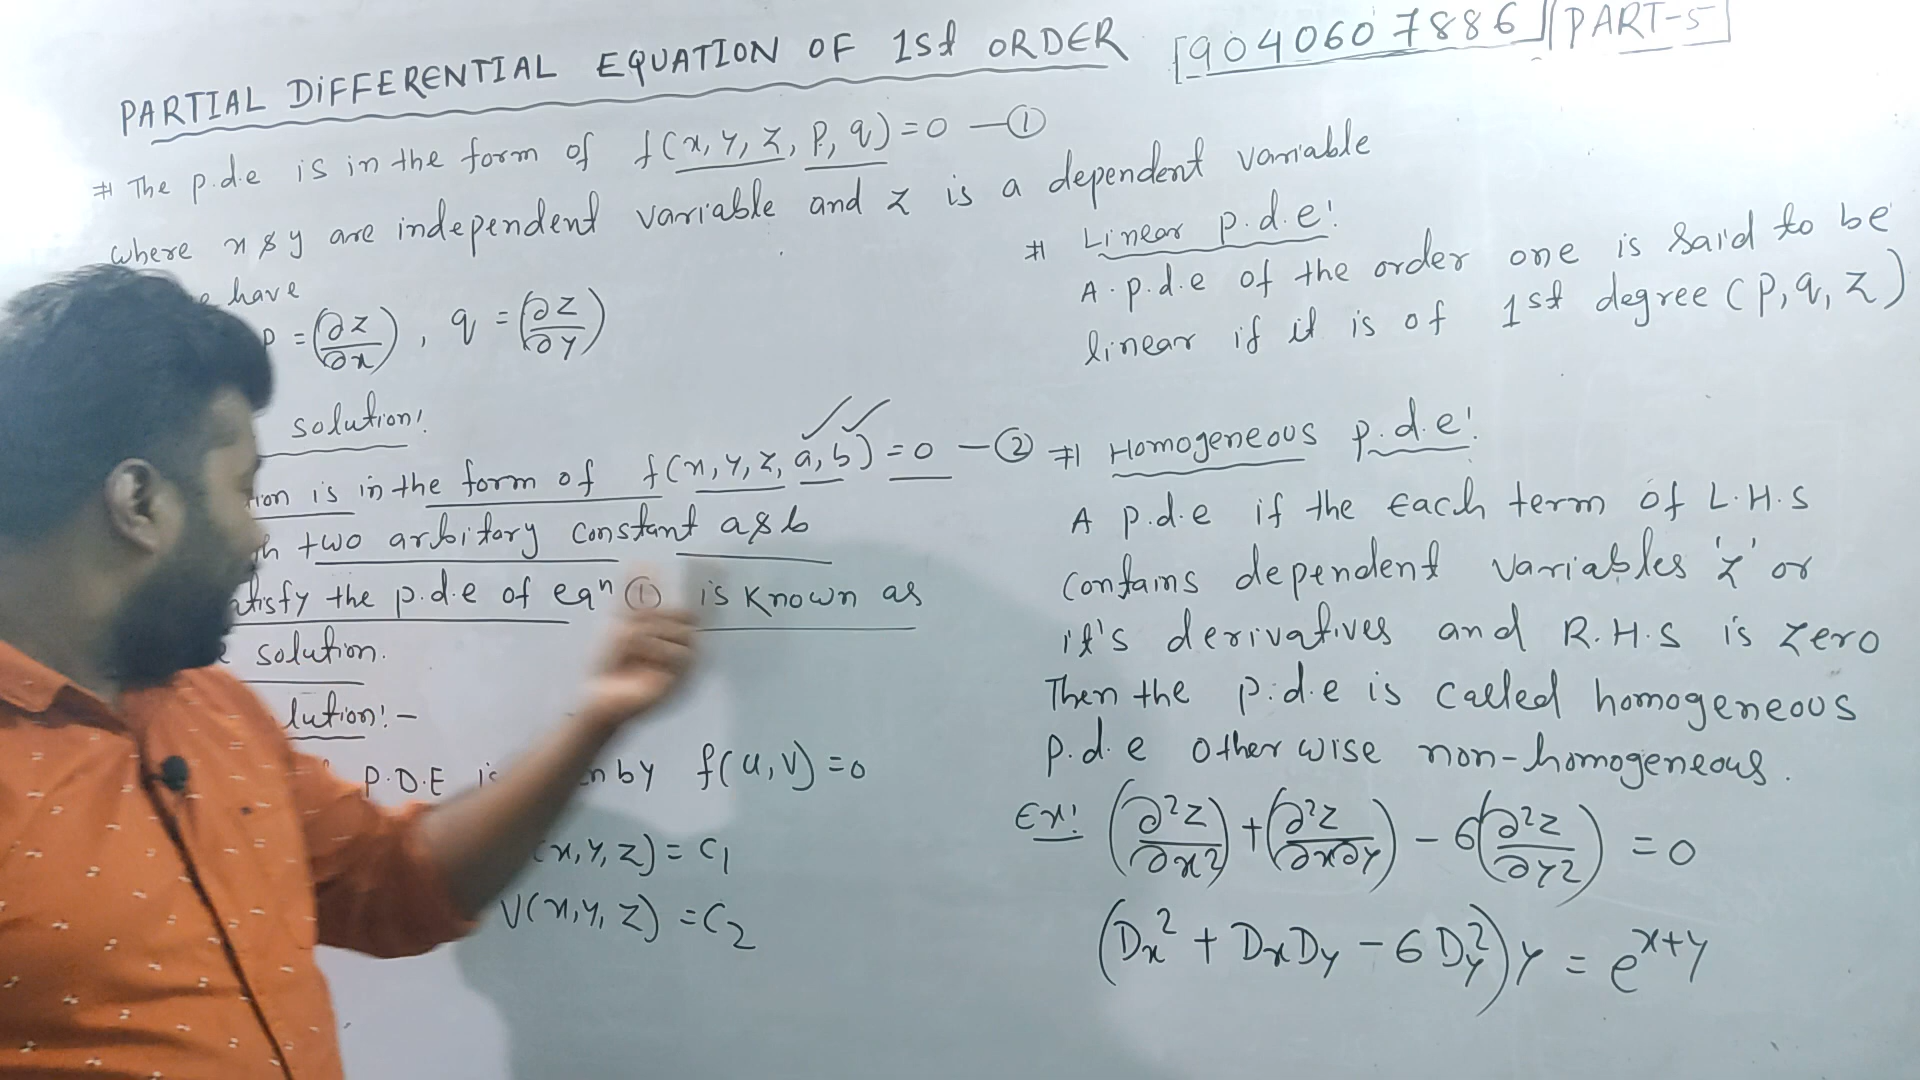 PARTIAL DIFFERENTIAL EQUATION OF 1st ORDER [9040607886] | PART-5]
# The p.d.e is in the form of f(x, y, z, p, q) = 0 — ①
where x & y are independent variable and z is a dependent variable
have
p = (∂z/∂x) , q = (∂z/∂y)
solution!
is in the form of f(x, y, z, a, b) = 0 — ②
two arbitary constant a & b
the p.d.e of eqn ① is known as
solution.
lution! -
P.D.E by f(u, v) = 0
(x, y, z) = c1
V(x, y, z) = c2
# Linear p.d.e!
A.p.d.e of the order one is said to be
linear if it is of 1st degree (p, q, z)
# Homogeneous p.d.e!
A p.d.e if the each term of L.H.S
contains dependent variables 'z' or
it's derivatives and R.H.S is zero
Then the p.d.e is called homogeneous
p.d.e otherwise non-homogeneous.
Ex! (∂²z/∂x²) + (∂²z/∂x∂y) - 6(∂²z/∂y²) = 0
(Dx² + DxDy - 6Dy²)y = e^x+y